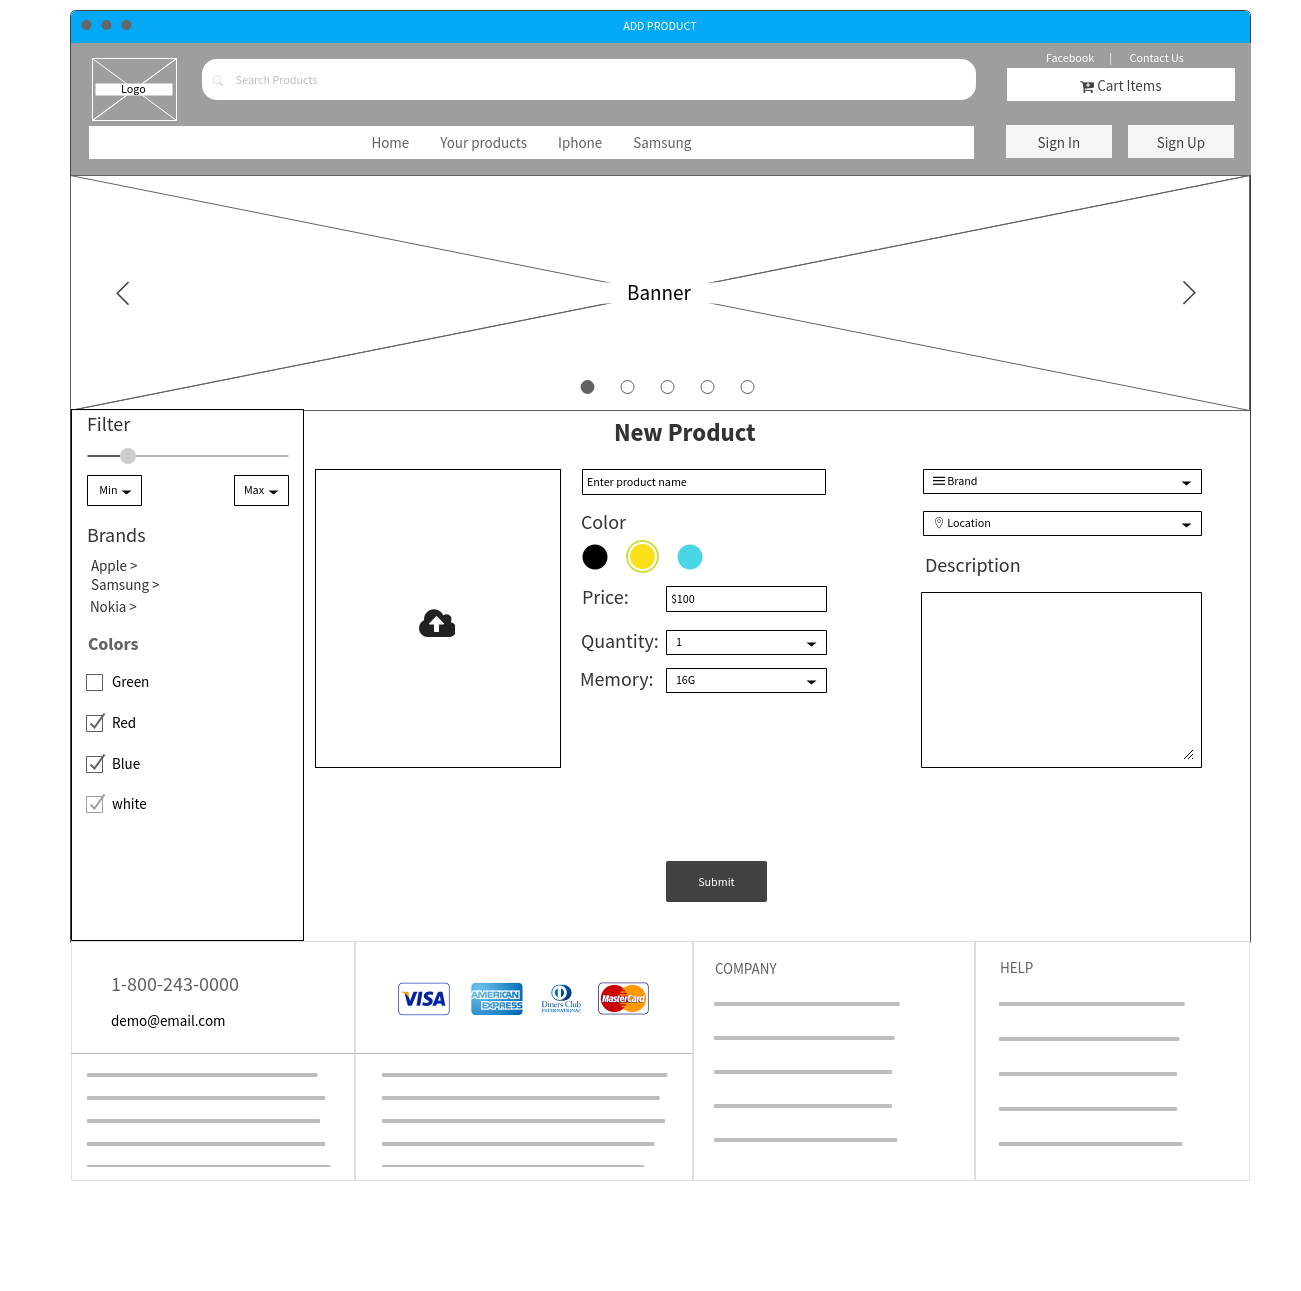 ADD PRODUCT
Facebook | Contact Us
Logo
Search Products
Cart Items
Home Your products Iphone Samsung
Sign In
Sign Up
Banner
Filter
Min
Max
Brands
Apple >
Samsung >
Nokia >
Colors
Green
Red
Blue
white
New Product
Enter product name
Color
Price:
$100
Quantity:
1
Memory:
16G
Brand
Location
Description
Submit
1-800-243-0000
demo@email.com
VISA
AMERICAN
EXPRESS
Diners Club
INTERNATIONAL
MasterCard
COMPANY
HELP